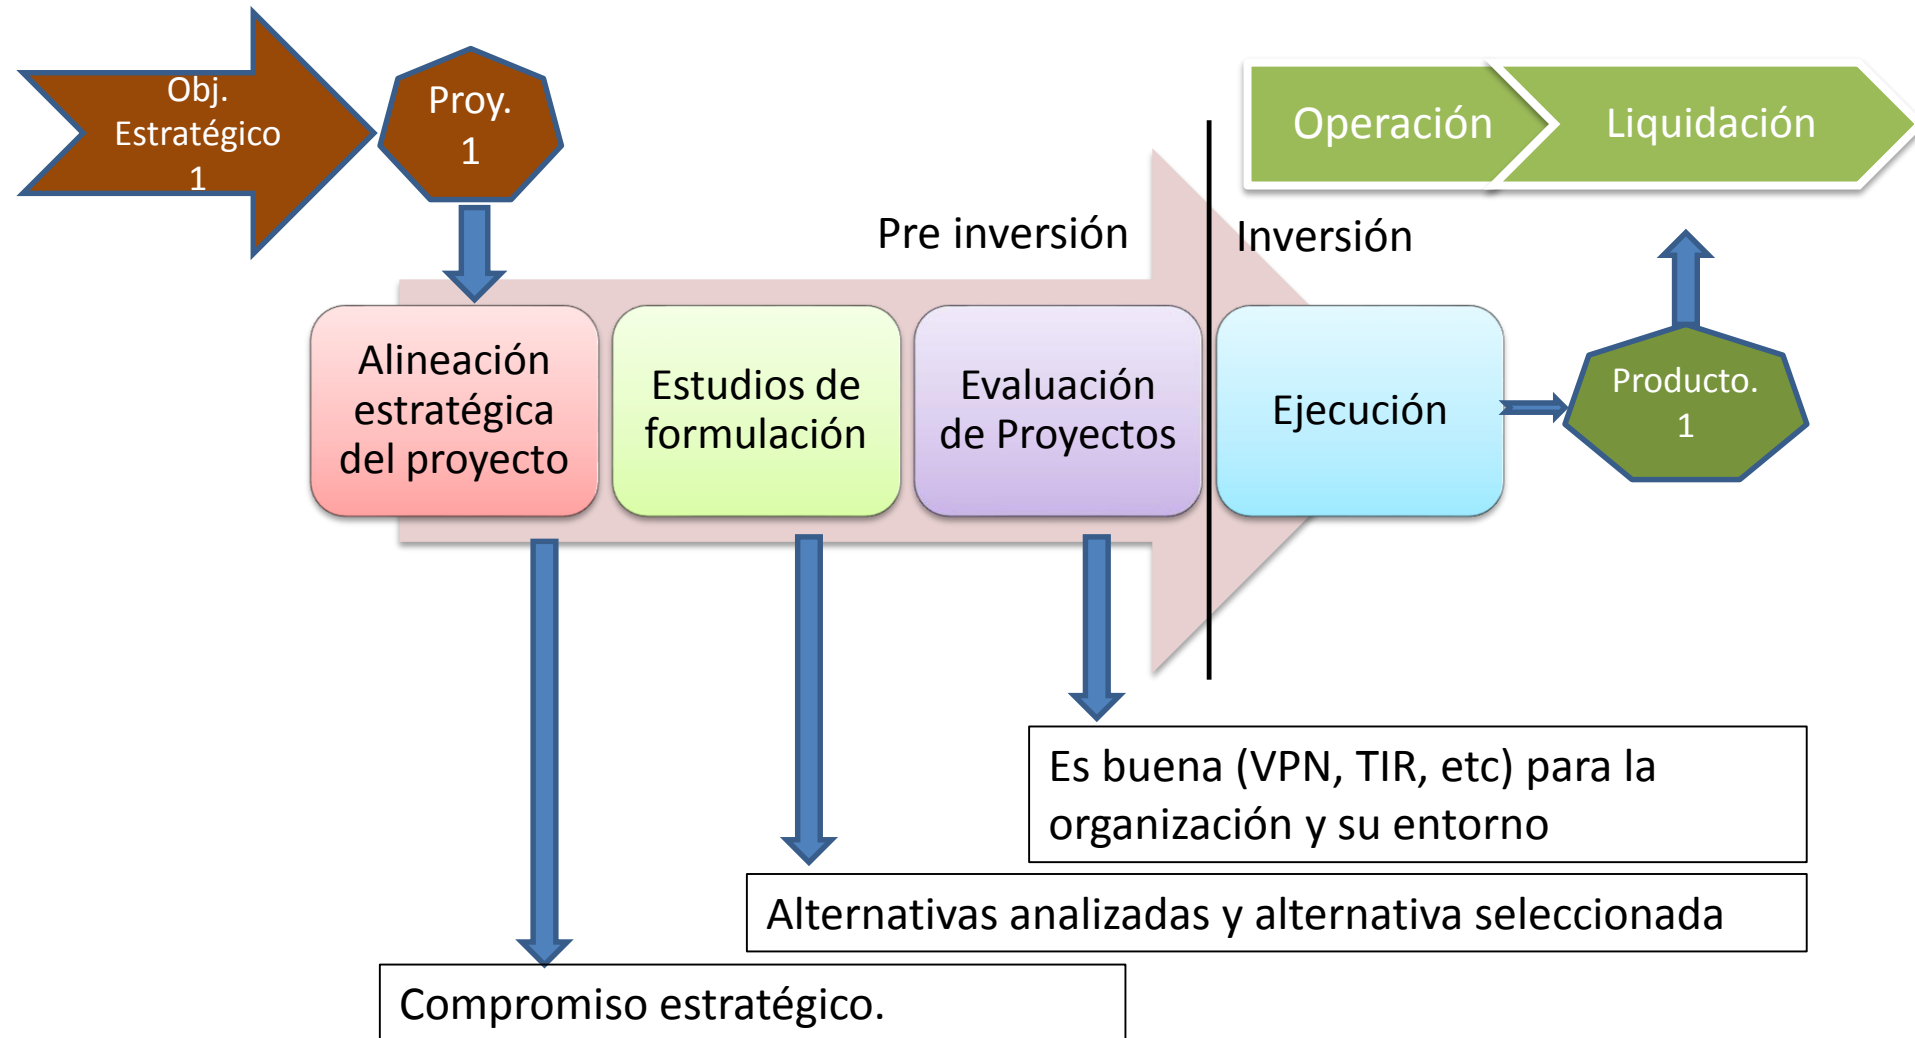 Obj.
Estratégico
1
Proy.
1
Operación
Liquidación
Pre inversión
Inversión
Alineación
estratégica
del proyecto
Estudios de
formulación
Evaluación
de Proyectos
Ejecución
Producto.
1
Es buena (VPN, TIR, etc) para la
organización y su entorno
Alternativas analizadas y alternativa seleccionada
Compromiso estratégico.